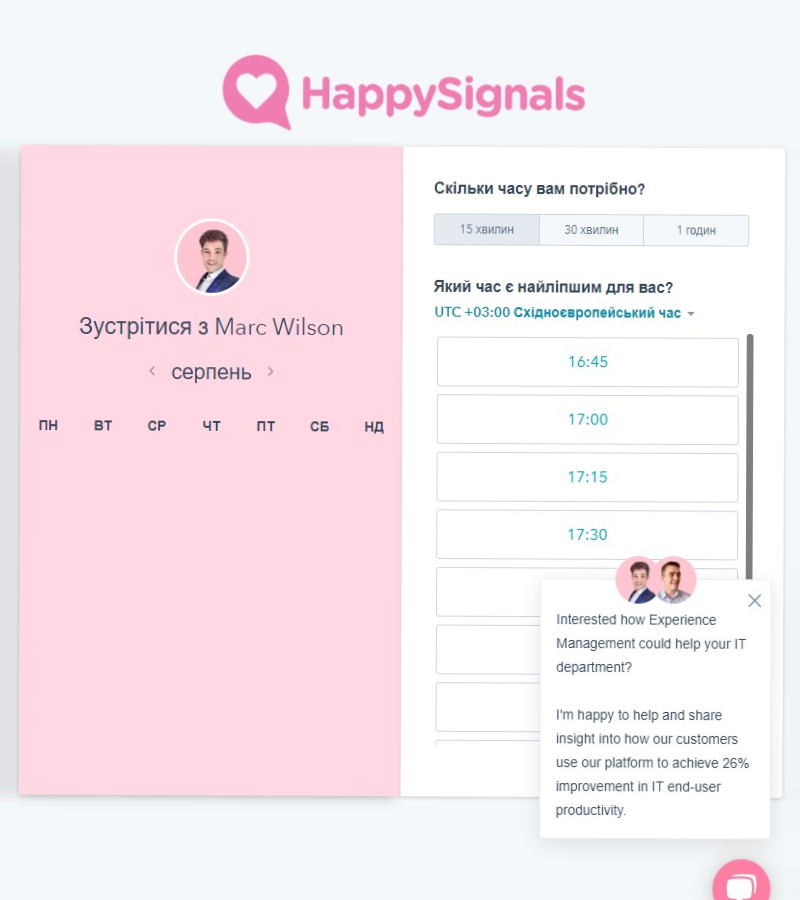 HappySignals
Зустрітися з Marc Wilson
серпень
ПН ВТ СР ЧТ ПТ СБ НД
Скільки часу вам потрібно?
15 хвилин 30 хвилин 1 годин
Який час є найліпшим для вас?
UTC +03:00 Східноєвропейський час
16:45
17:00
17:15
17:30
Interested how Experience
Management could help your IT
department?
I'm happy to help and share
insight into how our customers
use our platform to achieve 26%
improvement in IT end-user
productivity.